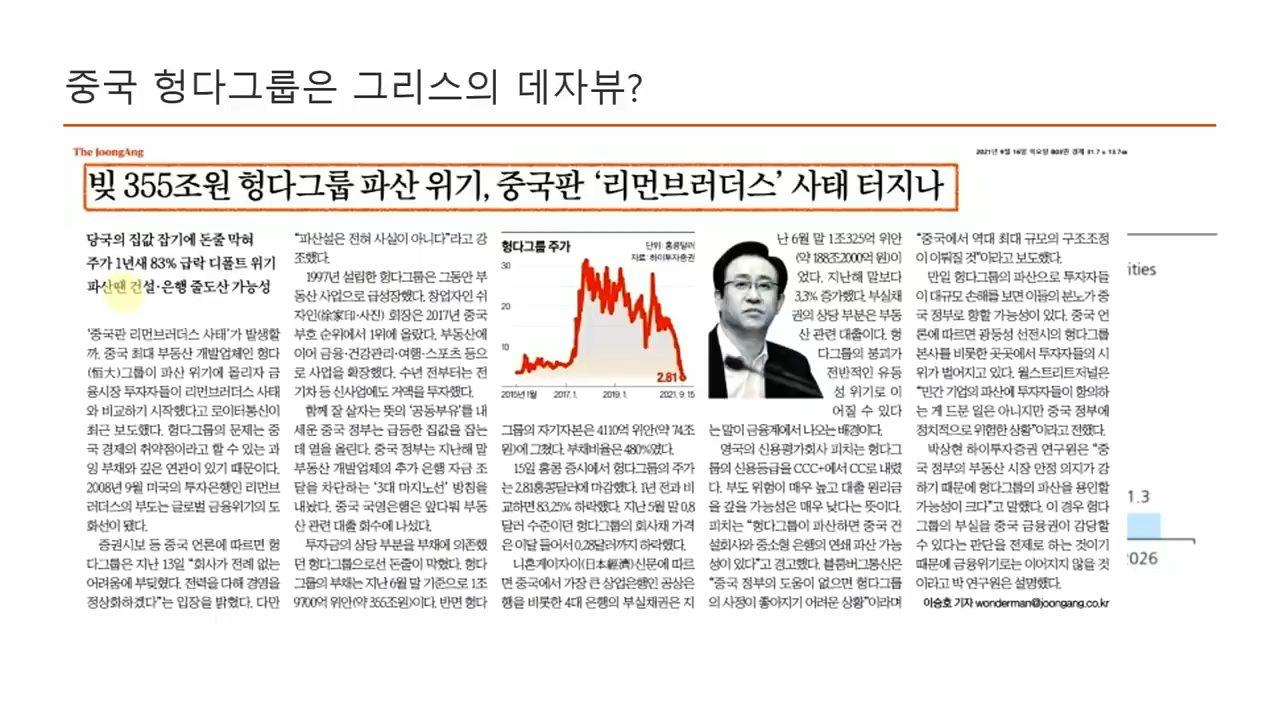 중국 헝다그룹은 그리스의 데자뷰?
The JoongAng
2021년 9월 16일 목요일 B03면 경제
빚 355조원 헝다그룹 파산 위기, 중국판 ‘리먼브러더스’ 사태 터지나
당국의 집값 잡기에 돈줄 막혀
주가 1년새 83% 급락 디폴트 위기
파산땐 건설·은행 줄도산 가능성
‘중국판 리먼브러더스 사태’가 발생할
까. 중국 최대 부동산 개발업체인 헝다
(恒大)그룹이 파산 위기에 몰리자 금
융시장 투자자들이 리먼브러더스 사태
와 비교하기 시작했다고 로이터통신이
최근 보도했다. 헝다그룹의 문제는 중
국 경제의 취약점이라고 할 수 있는 과
잉 부채와 깊은 연관이 있기 때문이다.
2008년 9월 미국의 투자은행인 리먼브
러더스의 부도는 글로벌 금융위기의 도
화선이 됐다.
증권시보 등 중국 언론에 따르면 헝
다그룹은 지난 13일 “회사가 전례 없는
어려움에 부딪혔다. 전력을 다해 경영을
정상화하겠다”는 입장을 밝혔다. 다만
“파산설은 전혀 사실이 아니다”라고 강
조했다.
1997년 설립한 헝다그룹은 그동안 부
동산 사업으로 급성장했다. 창업자인 쉬
자인(徐家印·사진) 회장은 2017년 중국
부호 순위에서 1위에 올랐다. 부동산에
이어 금융·건강관리·여행·스포츠 등으
로 사업을 확장했다. 수년 전부터는 전
기차 등 신사업에도 거액을 투자했다.
함께 잘 살자는 뜻의 ‘공동부유’를 내
세운 중국 정부는 급등한 집값을 잡는
데 열을 올린다. 중국 정부는 지난해 말
부동산 개발업체의 추가 은행 자금 조
달을 차단하는 ‘3대 마지노선’ 방침을
내놨다. 중국 국영은행은 앞다퉈 부동
산 관련 대출 회수에 나섰다.
투자금의 상당 부분을 부채에 의존했
던 헝다그룹으로선 돈줄이 막혔다. 헝다
그룹의 부채는 지난 6월 말 기준으로 1조
9700억 위안(약 355조원)이다. 반면 헝다
헝다그룹 주가
단위 : 홍콩달러
자료 : 하이투자증권
30
20
10
2.81
2015년 1월 2017. 1. 2019. 1. 2021. 9. 15
그룹의 자기자본은 4110억 위안(약 74조
원)에 그쳤다. 부채비율은 480%였다.
15일 홍콩 증시에서 헝다그룹의 주가
는 2.81홍콩달러에 마감했다. 1년 전과 비
교하면 83.25% 하락했다. 지난 5월 말 0.8
달러 수준이던 헝다그룹의 회사채 가격
은 이달 들어서 0.28달러까지 하락했다.
니혼게이자이(日本経済)신문에 따르
면 중국에서 가장 큰 상업은행인 공상은
행을 비롯한 4대 은행의 부실채권은 지
난 6월 말 1조325억 위안
(약 188조2000억 원)이
었다. 지난해 말보다
3.3% 증가했다. 부실채
권의 상당 부분은 부동
산 관련 대출이다. 헝
다그룹의 붕괴가
전반적인 유동
성 위기로 이
어질 수 있다
는 말이 금융계에서 나오는 배경이다.
영국의 신용평가회사 피치는 헝다그
룹의 신용등급을 CCC+에서 CC로 내렸
다. 부도 위험이 매우 높고 대출 원리금
을 갚을 가능성은 매우 낮다는 뜻이다.
피치는 “헝다그룹이 파산하면 중국 건
설회사와 중소형 은행의 연쇄 파산 가능
성이 있다”고 경고했다. 블룸버그통신은
“중국 정부의 도움이 없으면 헝다그룹
의 사정이 좋아지기 어려운 상황”이라며
“중국에서 역대 최대 규모의 구조조정
이 이뤄질 것”이라고 보도했다.
만일 헝다그룹의 파산으로 투자자들
이 대규모 손해를 보면 이들의 분노가 중
국 정부로 향할 가능성이 있다. 중국 언
론에 따르면 광둥성 선전시의 헝다그룹
본사를 비롯한 곳곳에서 투자자들의 시
위가 벌어지고 있다. 월스트리트저널은
“민간 기업의 파산에 투자자들이 항의하
는 게 드문 일은 아니지만 중국 정부에
정치적으로 위험한 상황”이라고 전했다.
박상현 하이투자증권 연구원은 “중
국 정부의 부동산 시장 안정 의지가 강
하기 때문에 헝다그룹의 파산을 용인할
가능성이 크다”고 말했다. 이 경우 헝다
그룹의 부실을 중국 금융권이 감당할
수 있다는 판단을 전제로 하는 것이기
때문에 금융위기로는 이어지지 않을 것
이라고 박 연구원은 설명했다.
이승호 기자 wonderman@joongang.co.kr
ities
1.3
2026